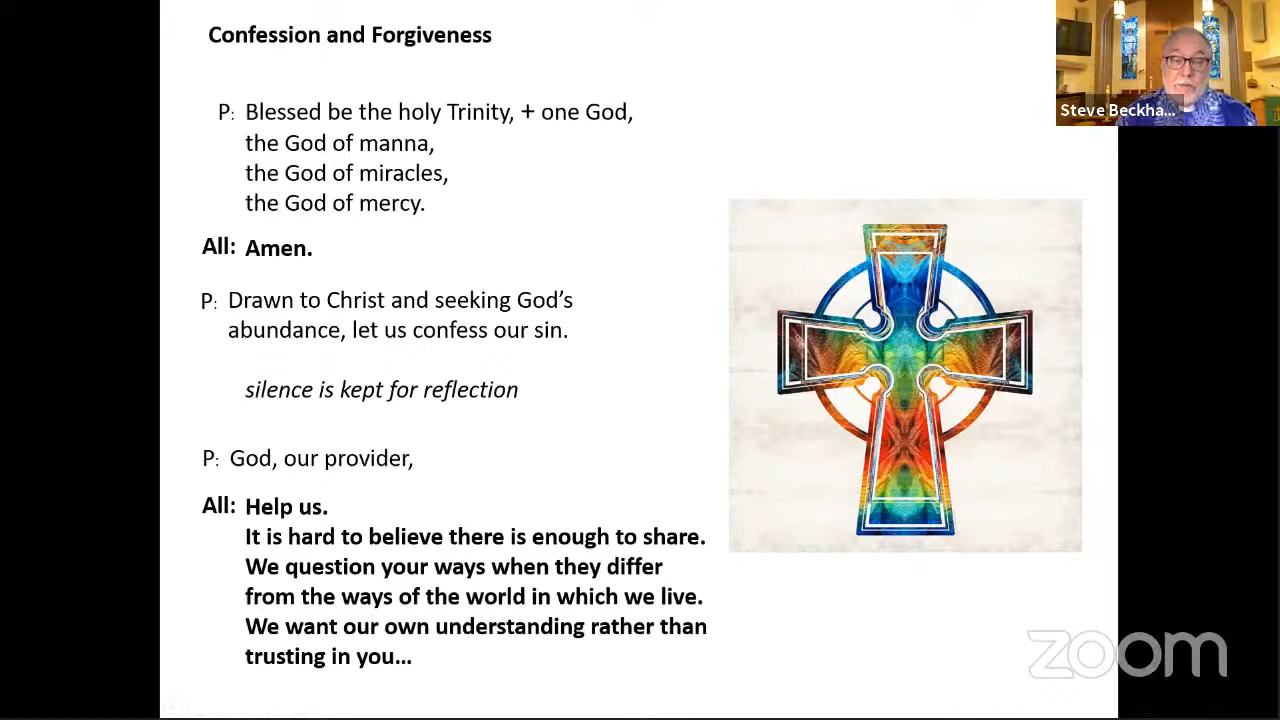 Confession and Forgiveness
P: Blessed be the holy Trinity, + one God,
the God of manna,
the God of miracles,
the God of mercy.
All: Amen.
P: Drawn to Christ and seeking God’s
abundance, let us confess our sin.
silence is kept for reflection
P: God, our provider,
All: Help us.
It is hard to believe there is enough to share.
We question your ways when they differ
from the ways of the world in which we live.
We want our own understanding rather than
trusting in you...
Steve Beckha...
zoom